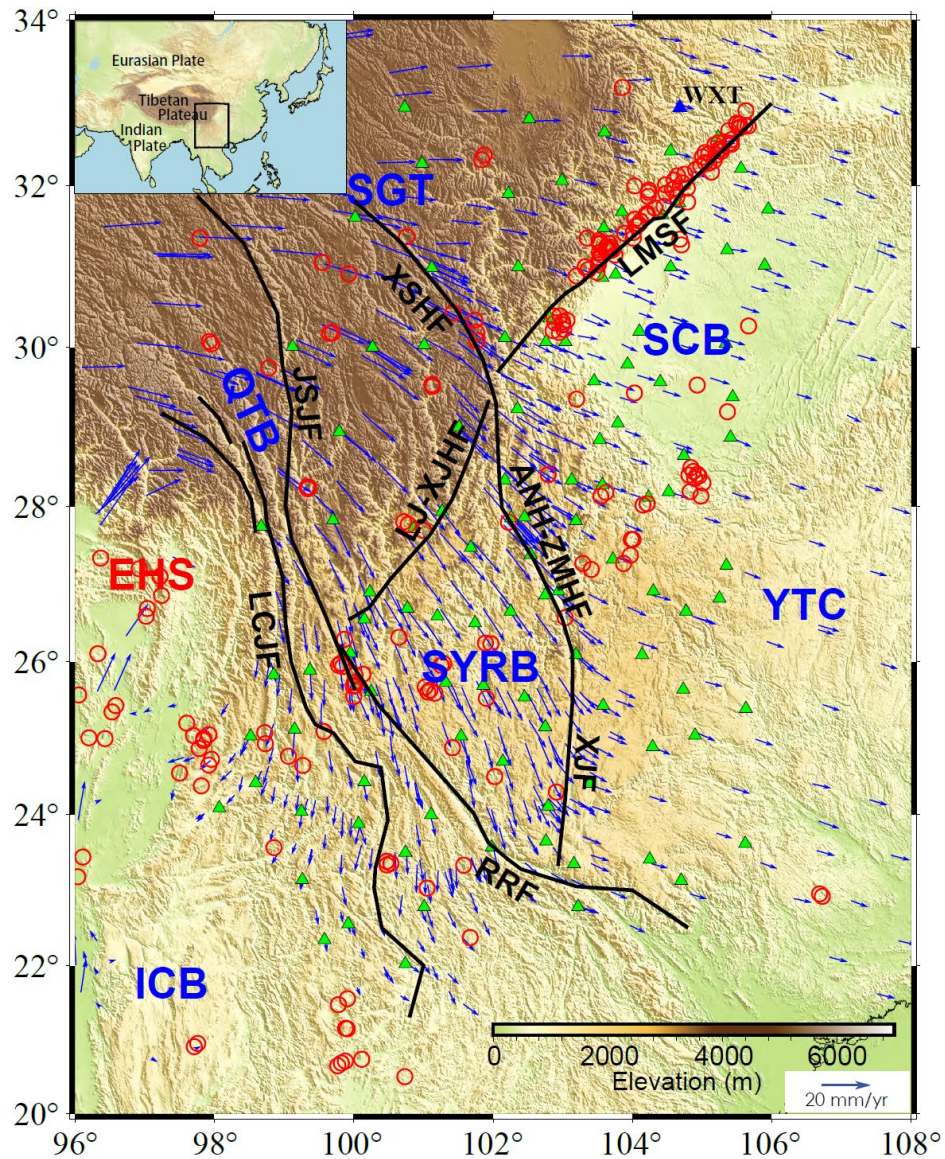 34°
32°
30°
28°
26°
24°
22°
20°
Eurasian Plate
Tibetan
Plateau
Indian
Plate
WXT
SGT
LMSF
XSHF
SCB
QTB
JSJF
LJ-XJHF
ANH-ZMHF
EHS
LCJF
YTC
SYRB
XJF
RRF
ICB
0 2000 4000 6000
Elevation (m)
20 mm/yr
96° 98° 100° 102° 104° 106° 108°